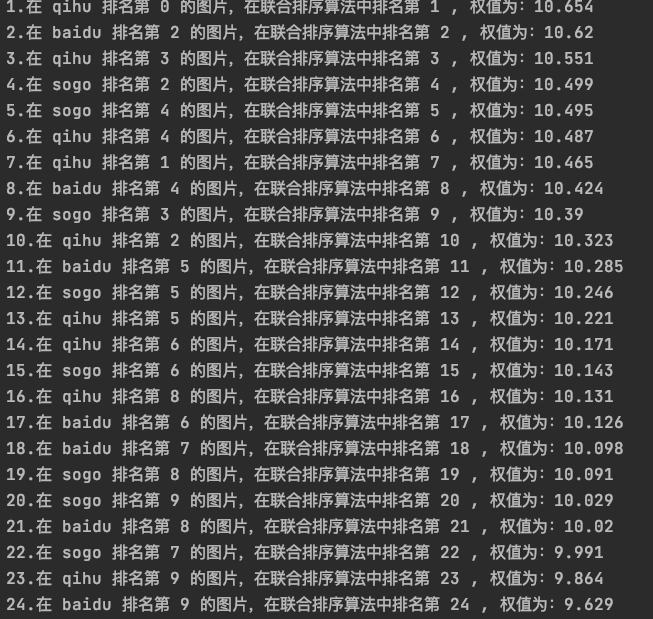 1.在 qihu 排名第 0 的图片，在联合排序算法中排名第 1 , 权值为：10.654
2.在 baidu 排名第 2 的图片，在联合排序算法中排名第 2 , 权值为：10.62
3.在 qihu 排名第 3 的图片，在联合排序算法中排名第 3 , 权值为：10.551
4.在 sogo 排名第 2 的图片，在联合排序算法中排名第 4 , 权值为：10.499
5.在 sogo 排名第 4 的图片，在联合排序算法中排名第 5 , 权值为：10.495
6.在 qihu 排名第 4 的图片，在联合排序算法中排名第 6 , 权值为：10.487
7.在 qihu 排名第 1 的图片，在联合排序算法中排名第 7 , 权值为：10.465
8.在 baidu 排名第 4 的图片，在联合排序算法中排名第 8 , 权值为：10.424
9.在 sogo 排名第 3 的图片，在联合排序算法中排名第 9 , 权值为：10.39
10.在 qihu 排名第 2 的图片，在联合排序算法中排名第 10 , 权值为：10.323
11.在 baidu 排名第 5 的图片，在联合排序算法中排名第 11 , 权值为：10.285
12.在 sogo 排名第 5 的图片，在联合排序算法中排名第 12 , 权值为：10.246
13.在 qihu 排名第 5 的图片，在联合排序算法中排名第 13 , 权值为：10.221
14.在 qihu 排名第 6 的图片，在联合排序算法中排名第 14 , 权值为：10.171
15.在 sogo 排名第 6 的图片，在联合排序算法中排名第 15 , 权值为：10.143
16.在 qihu 排名第 8 的图片，在联合排序算法中排名第 16 , 权值为：10.131
17.在 baidu 排名第 6 的图片，在联合排序算法中排名第 17 , 权值为：10.126
18.在 baidu 排名第 7 的图片，在联合排序算法中排名第 18 , 权值为：10.098
19.在 sogo 排名第 8 的图片，在联合排序算法中排名第 19 , 权值为：10.091
20.在 sogo 排名第 9 的图片，在联合排序算法中排名第 20 , 权值为：10.029
21.在 baidu 排名第 8 的图片，在联合排序算法中排名第 21 , 权值为：10.02
22.在 sogo 排名第 7 的图片，在联合排序算法中排名第 22 , 权值为：9.991
23.在 qihu 排名第 9 的图片，在联合排序算法中排名第 23 , 权值为：9.864
24.在 baidu 排名第 9 的图片，在联合排序算法中排名第 24 , 权值为：9.629